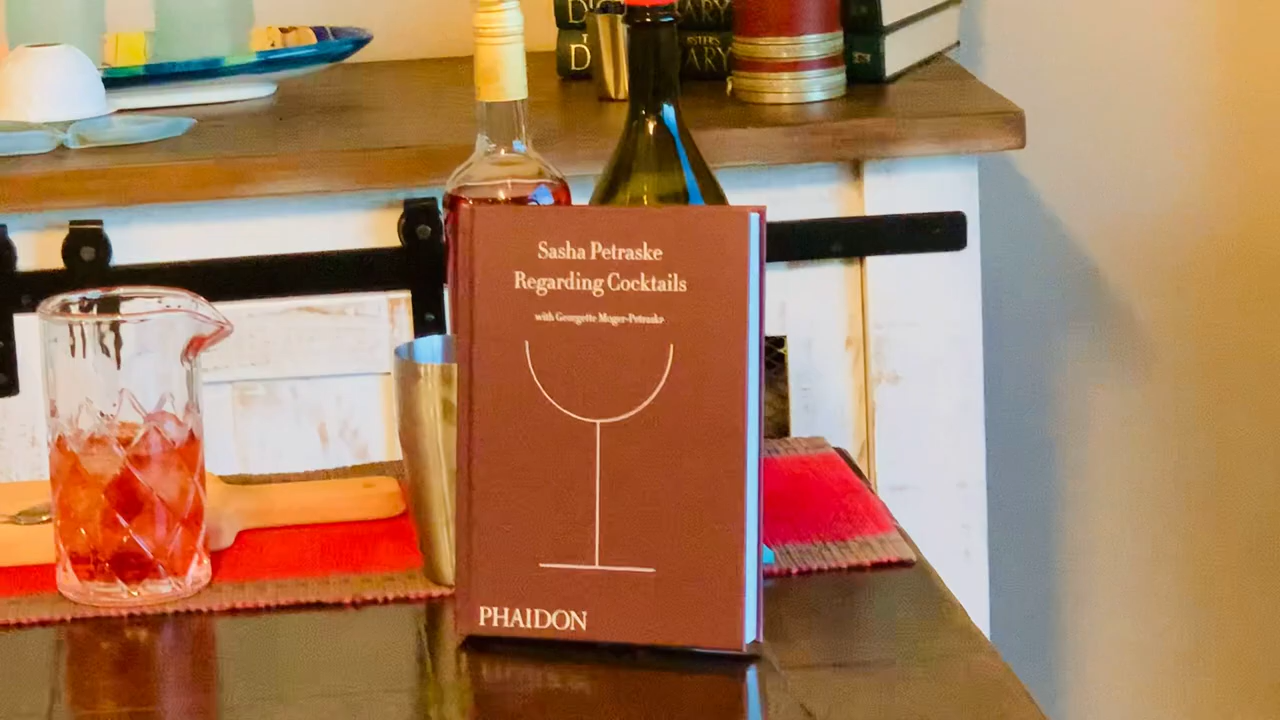 Sasha Petraske
Regarding Cocktails
with Georgette Moger-Petraske
PHAIDON